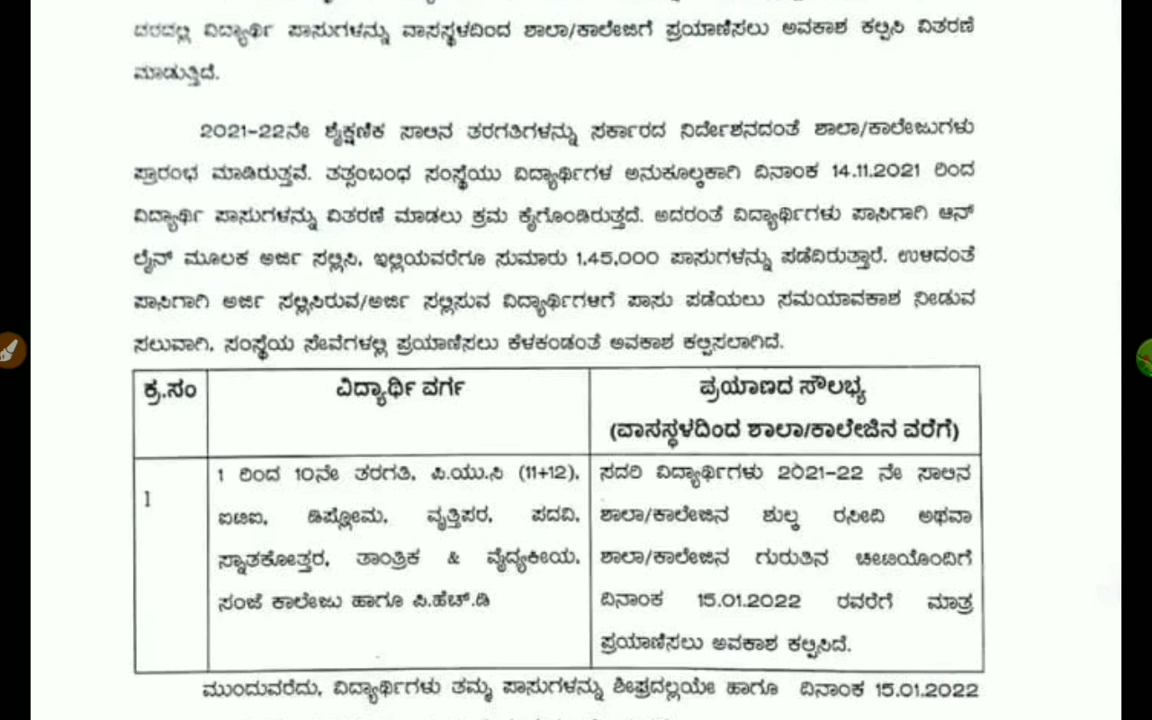 ದರದಲ್ಲಿ ವಿದ್ಯಾರ್ಥಿ ಪಾಸುಗಳನ್ನು ವಾಸಸ್ಥಳದಿಂದ ಶಾಲಾ/ಕಾಲೇಜಿಗೆ ಪ್ರಯಾಣಿಸಲು ಅವಕಾಶ ಕಲ್ಪಿಸಿ ವಿತರಣೆ
ಮಾಡುತ್ತಿದೆ.
2021-22ನೇ ಶೈಕ್ಷಣಿಕ ಸಾಲಿನ ತರಗತಿಗಳನ್ನು ಸರ್ಕಾರದ ನಿರ್ದೇಶನದಂತೆ ಶಾಲಾ/ಕಾಲೇಜುಗಳು
ಪ್ರಾರಂಭ ಮಾಡಿರುತ್ತವೆ. ತತ್ಸಂಬಂಧ ಸಂಸ್ಥೆಯು ವಿದ್ಯಾರ್ಥಿಗಳ ಅನುಕೂಲಕ್ಕಾಗಿ ದಿನಾಂಕ 14.11.2021 ರಿಂದ
ವಿದ್ಯಾರ್ಥಿ ಪಾಸುಗಳನ್ನು ವಿತರಣೆ ಮಾಡಲು ಕ್ರಮ ಕೈಗೊಂಡಿರುತ್ತದೆ. ಅದರಂತೆ ವಿದ್ಯಾರ್ಥಿಗಳು ಪಾಸಿಗಾಗಿ ಆನ್
ಲೈನ್ ಮೂಲಕ ಅರ್ಜಿ ಸಲ್ಲಿಸಿ, ಇಲ್ಲಿಯವರೆಗೂ ಸುಮಾರು 1,45,000 ಪಾಸುಗಳನ್ನು ಪಡೆದಿರುತ್ತಾರೆ. ಉಳಿದಂತೆ
ಪಾಸಿಗಾಗಿ ಅರ್ಜಿ ಸಲ್ಲಿಸಿರುವ/ಅರ್ಜಿ ಸಲ್ಲಿಸುವ ವಿದ್ಯಾರ್ಥಿಗಳಿಗೆ ಪಾಸು ಪಡೆಯಲು ಸಮಯಾವಕಾಶ ನೀಡುವ
ಸಲುವಾಗಿ, ಸಂಸ್ಥೆಯ ಸೇವೆಗಳಲ್ಲಿ ಪ್ರಯಾಣಿಸಲು ಕೆಳಕಂಡಂತೆ ಅವಕಾಶ ಕಲ್ಪಿಸಲಾಗಿದೆ.
ಕ್ರ.ಸಂ
ವಿದ್ಯಾರ್ಥಿ ವರ್ಗ
ಪ್ರಯಾಣದ ಸೌಲಭ್ಯ
(ವಾಸಸ್ಥಳದಿಂದ ಶಾಲಾ/ಕಾಲೇಜಿನ ವರೆಗೆ)
1
1 ರಿಂದ 10ನೇ ತರಗತಿ, ಪಿ.ಯು.ಸಿ (11+12),
ಐಟಿಐ, ಡಿಪ್ಲೋಮ, ವೃತ್ತಿಪರ, ಪದವಿ,
ಸ್ನಾತಕೋತ್ತರ, ತಾಂತ್ರಿಕ & ವೈದ್ಯಕೀಯ,
ಸಂಜೆ ಕಾಲೇಜು ಹಾಗೂ ಪಿ.ಹೆಚ್.ಡಿ
ಸದರಿ ವಿದ್ಯಾರ್ಥಿಗಳು 2021-22 ನೇ ಸಾಲಿನ
ಶಾಲಾ/ಕಾಲೇಜಿನ ಶುಲ್ಕ ರಸೀದಿ ಅಥವಾ
ಶಾಲಾ/ಕಾಲೇಜಿನ ಗುರುತಿನ ಚೀಟಿಯೊಂದಿಗೆ
ದಿನಾಂಕ 15.01.2022 ರವರೆಗೆ ಮಾತ್ರ
ಪ್ರಯಾಣಿಸಲು ಅವಕಾಶ ಕಲ್ಪಿಸಿದೆ.
ಮುಂದುವರೆದು, ವಿದ್ಯಾರ್ಥಿಗಳು ತಮ್ಮ ಪಾಸುಗಳನ್ನು ಶೀಘ್ರದಲ್ಲಿಯೇ ಹಾಗೂ ದಿನಾಂಕ 15.01.2022